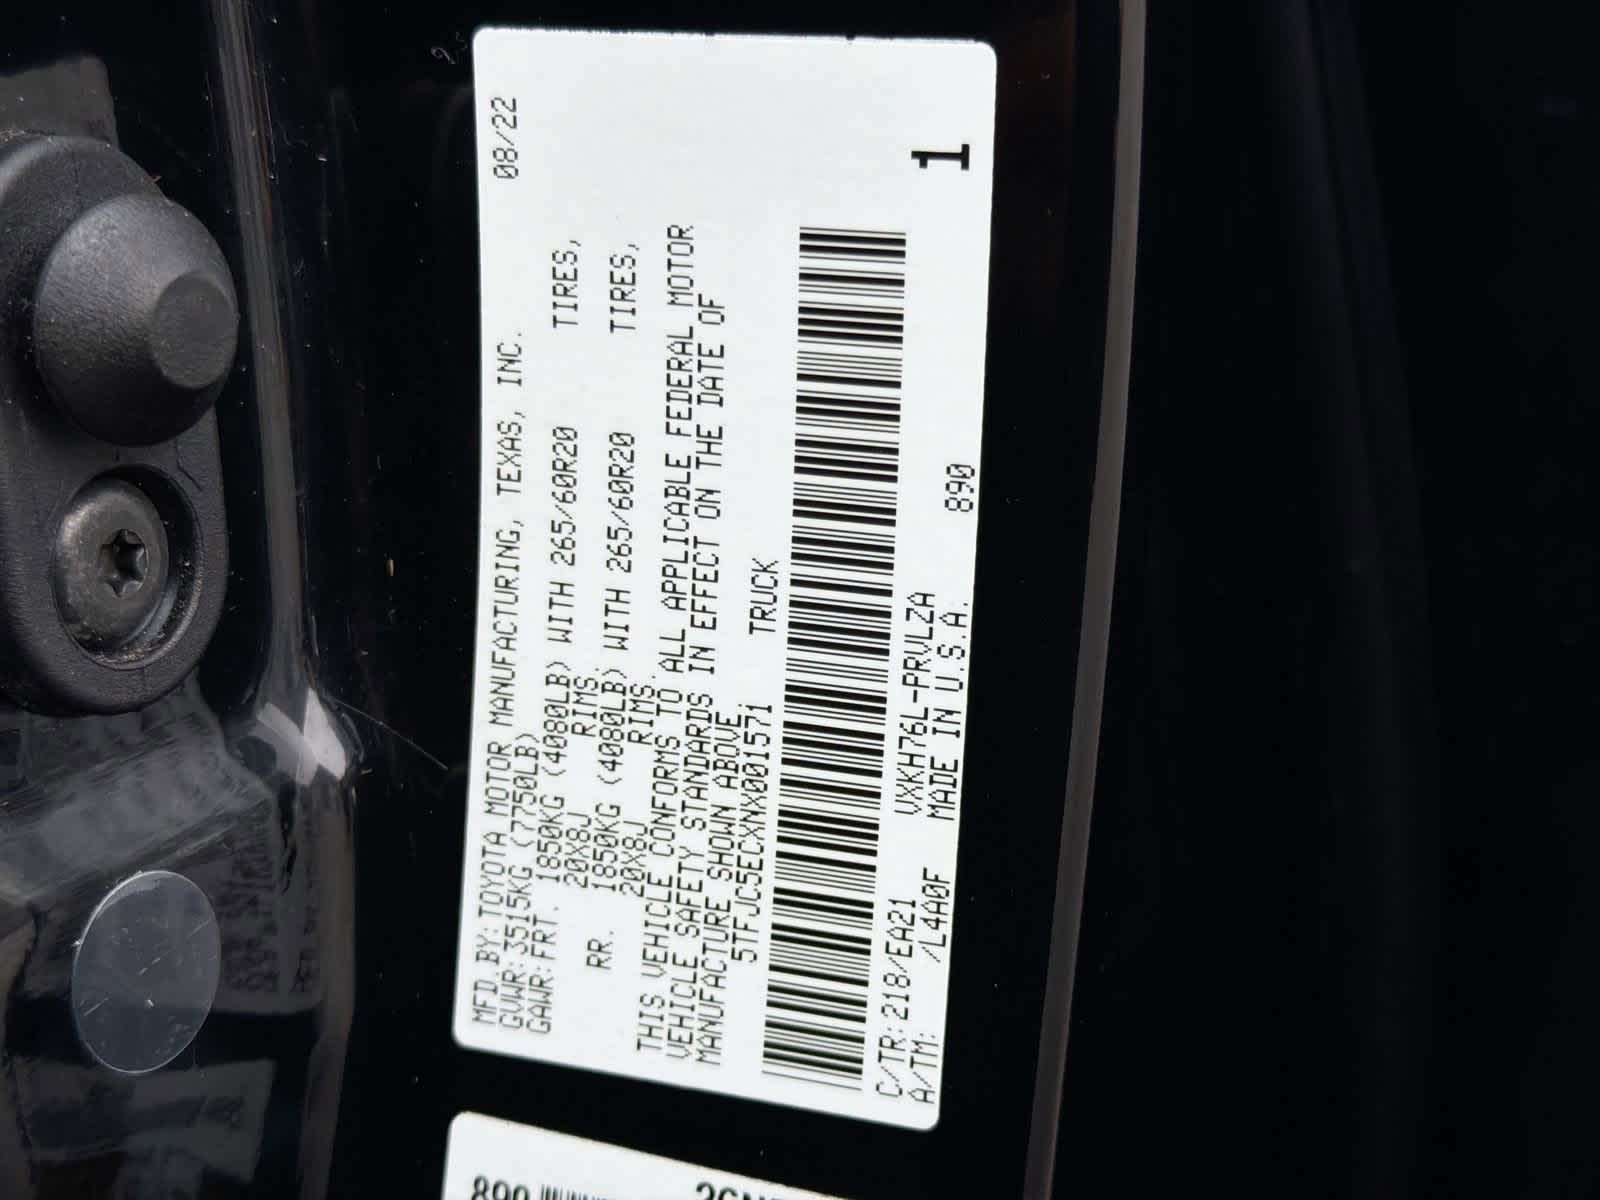 08/22
MFD.BY:TOYOTA MOTOR MANUFACTURING, TEXAS, INC.
GVWR:3515KG (7750LB)
GAWR:FRT. 1850KG (4080LB) WITH 265/60R20 TIRES,
20X8J RIMS.
RR. 1850KG (4080LB) WITH 265/60R20 TIRES,
20X8J RIMS.
THIS VEHICLE CONFORMS TO ALL APPLICABLE FEDERAL MOTOR
VEHICLE SAFETY STANDARDS IN EFFECT ON THE DATE OF
MANUFACTURE SHOWN ABOVE.
5TFJC5ECXNX001571 TRUCK
C/TR:218/EA21 VXKH76L-PRVLZA 890
A/TM: /L4A0F MADE IN U.S.A.
1
890